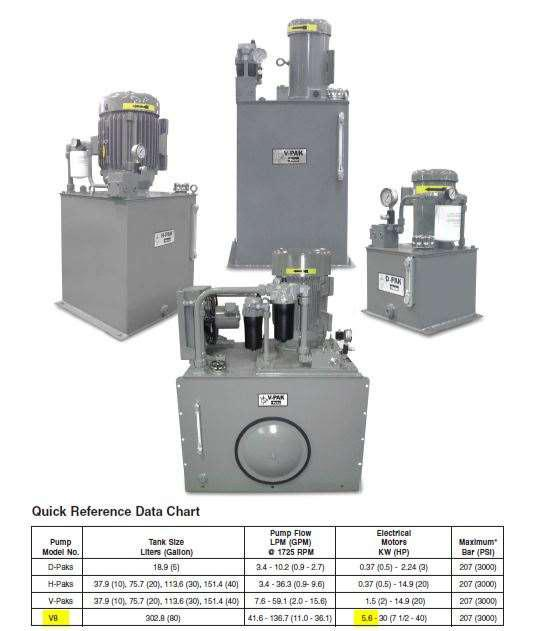 V-PAK
Parker
H-PAK
D-PAK
V-PAK
Parker
Quick Reference Data Chart
Pump Model No. Tank Size Liters (Gallon) Pump Flow LPM (GPM) @ 1725 RPM Electrical Motors KW (HP) Maximum* Bar (PSI)
D-Paks 18.9 (5) 3.4 - 10.2 (0.9 - 2.7) 0.37 (0.5) - 2.24 (3) 207 (3000)
H-Paks 37.9 (10), 75.7 (20), 113.6 (30), 151.4 (40) 3.4 - 36.3 (0.9- 9.6) 0.37 (0.5) - 14.9 (20) 207 (3000)
V-Paks 37.9 (10), 75.7 (20), 113.6 (30), 151.4 (40) 7.6 - 59.1 (2.0 - 15.6) 1.5 (2) - 14.9 (20) 207 (3000)
V8 302.8 (80) 41.6 - 136.7 (11.0 - 36.1) 5.6 - 30 (7 1/2 - 40) 207 (3000)